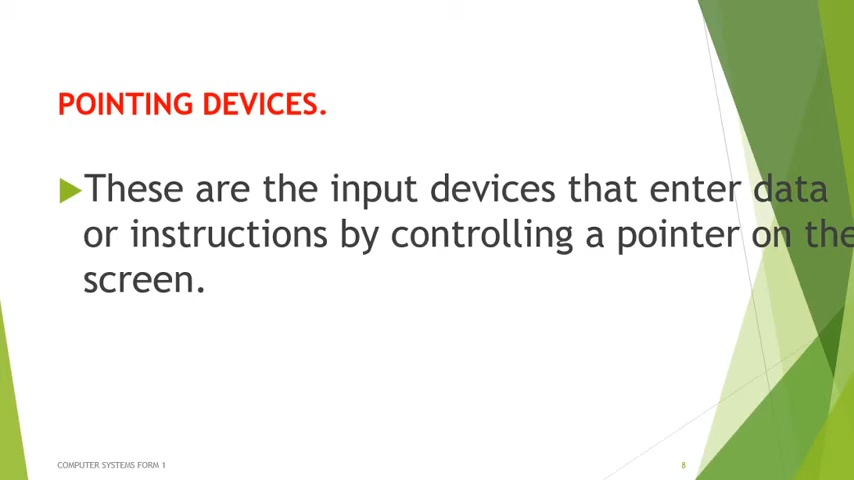 POINTING DEVICES.
These are the input devices that enter data
or instructions by controlling a pointer on the
screen.
COMPUTER SYSTEMS FORM 1
8